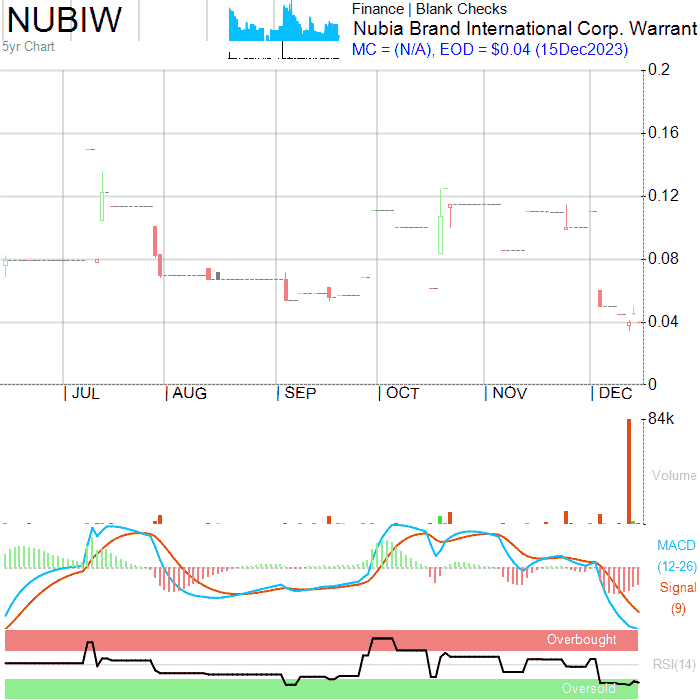 NUBIW
5yr Chart
Finance | Blank Checks
Nubia Brand International Corp. Warrant
MC = (N/A), EOD = $0.04 (15Dec2023)
0.2
0.16
0.12
0.08
0.04
0
JUL AUG SEP OCT NOV DEC
84k
Volume
MACD
(12-26)
Signal
(9)
Overbought
RSI(14)
Oversold